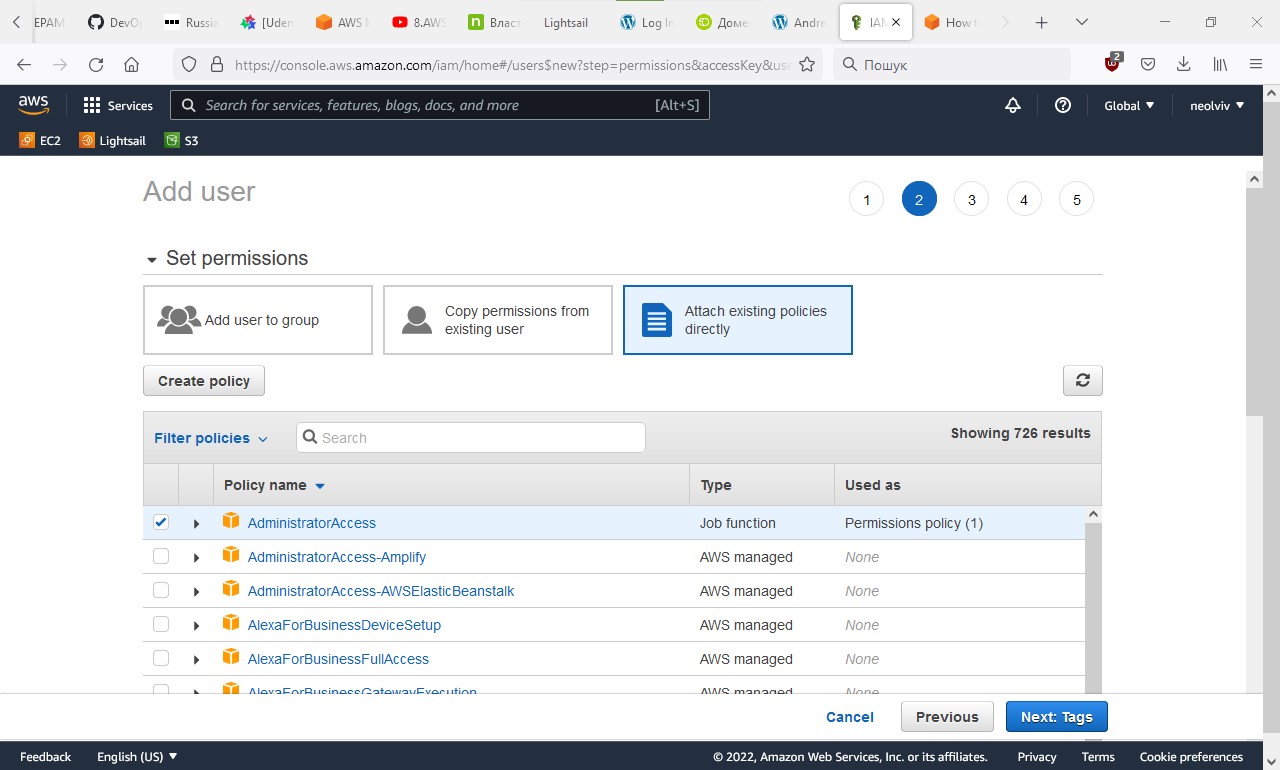 EPAM
DevOp
Russia
[Uden
AWS
8.AWS
Власт
Lightsail
Log In
Доме
Andre
IAM
How to
https://console.aws.amazon.com/iam/home#/users$new?step=permissions&accessKey&use
Пошук
2
aws
Services
Search for services, features, blogs, docs, and more [Alt+S]
Global
neolviv
EC2 Lightsail S3
Add user
1 2 3 4 5
Set permissions
Add user to group
Copy permissions from
existing user
Attach existing policies
directly
Create policy
Filter policies
Search
Showing 726 results
Policy name Type Used as
AdministratorAccess Job function Permissions policy (1)
AdministratorAccess-Amplify AWS managed None
AdministratorAccess-AWSElasticBeanstalk AWS managed None
AlexaForBusinessDeviceSetup AWS managed None
AlexaForBusinessFullAccess AWS managed None
AlexaForBusinessGatewayExecution AWS managed None
Cancel Previous Next: Tags
Feedback English (US) © 2022, Amazon Web Services, Inc. or its affiliates. Privacy Terms Cookie preferences